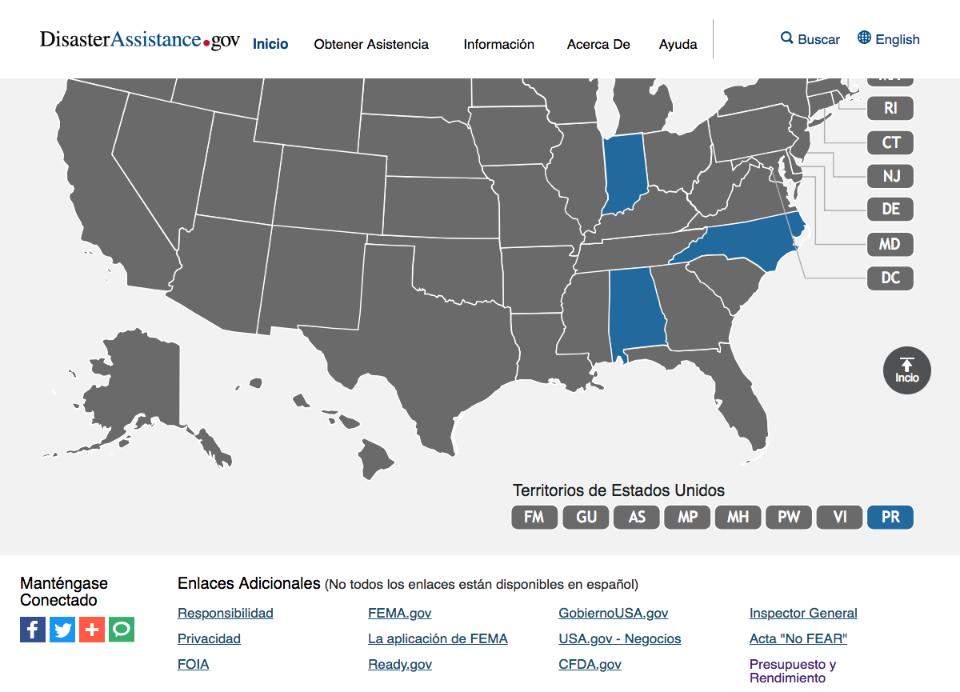 DisasterAssistance.gov
Inicio Obtener Asistencia Información Acerca De Ayuda Buscar English
RI
CT
NJ
DE
MD
DC
Incio
Territorios de Estados Unidos
FM GU AS MP MH PW VI PR
Manténgase
Conectado
Enlaces Adicionales (No todos los enlaces están disponibles en español)
Responsibilidad FEMA.gov GobiernoUSA.gov Inspector General
Privacidad La aplicación de FEMA USA.gov - Negocios Acta "No FEAR"
FOIA Ready.gov CFDA.gov Presupuesto y
Rendimiento